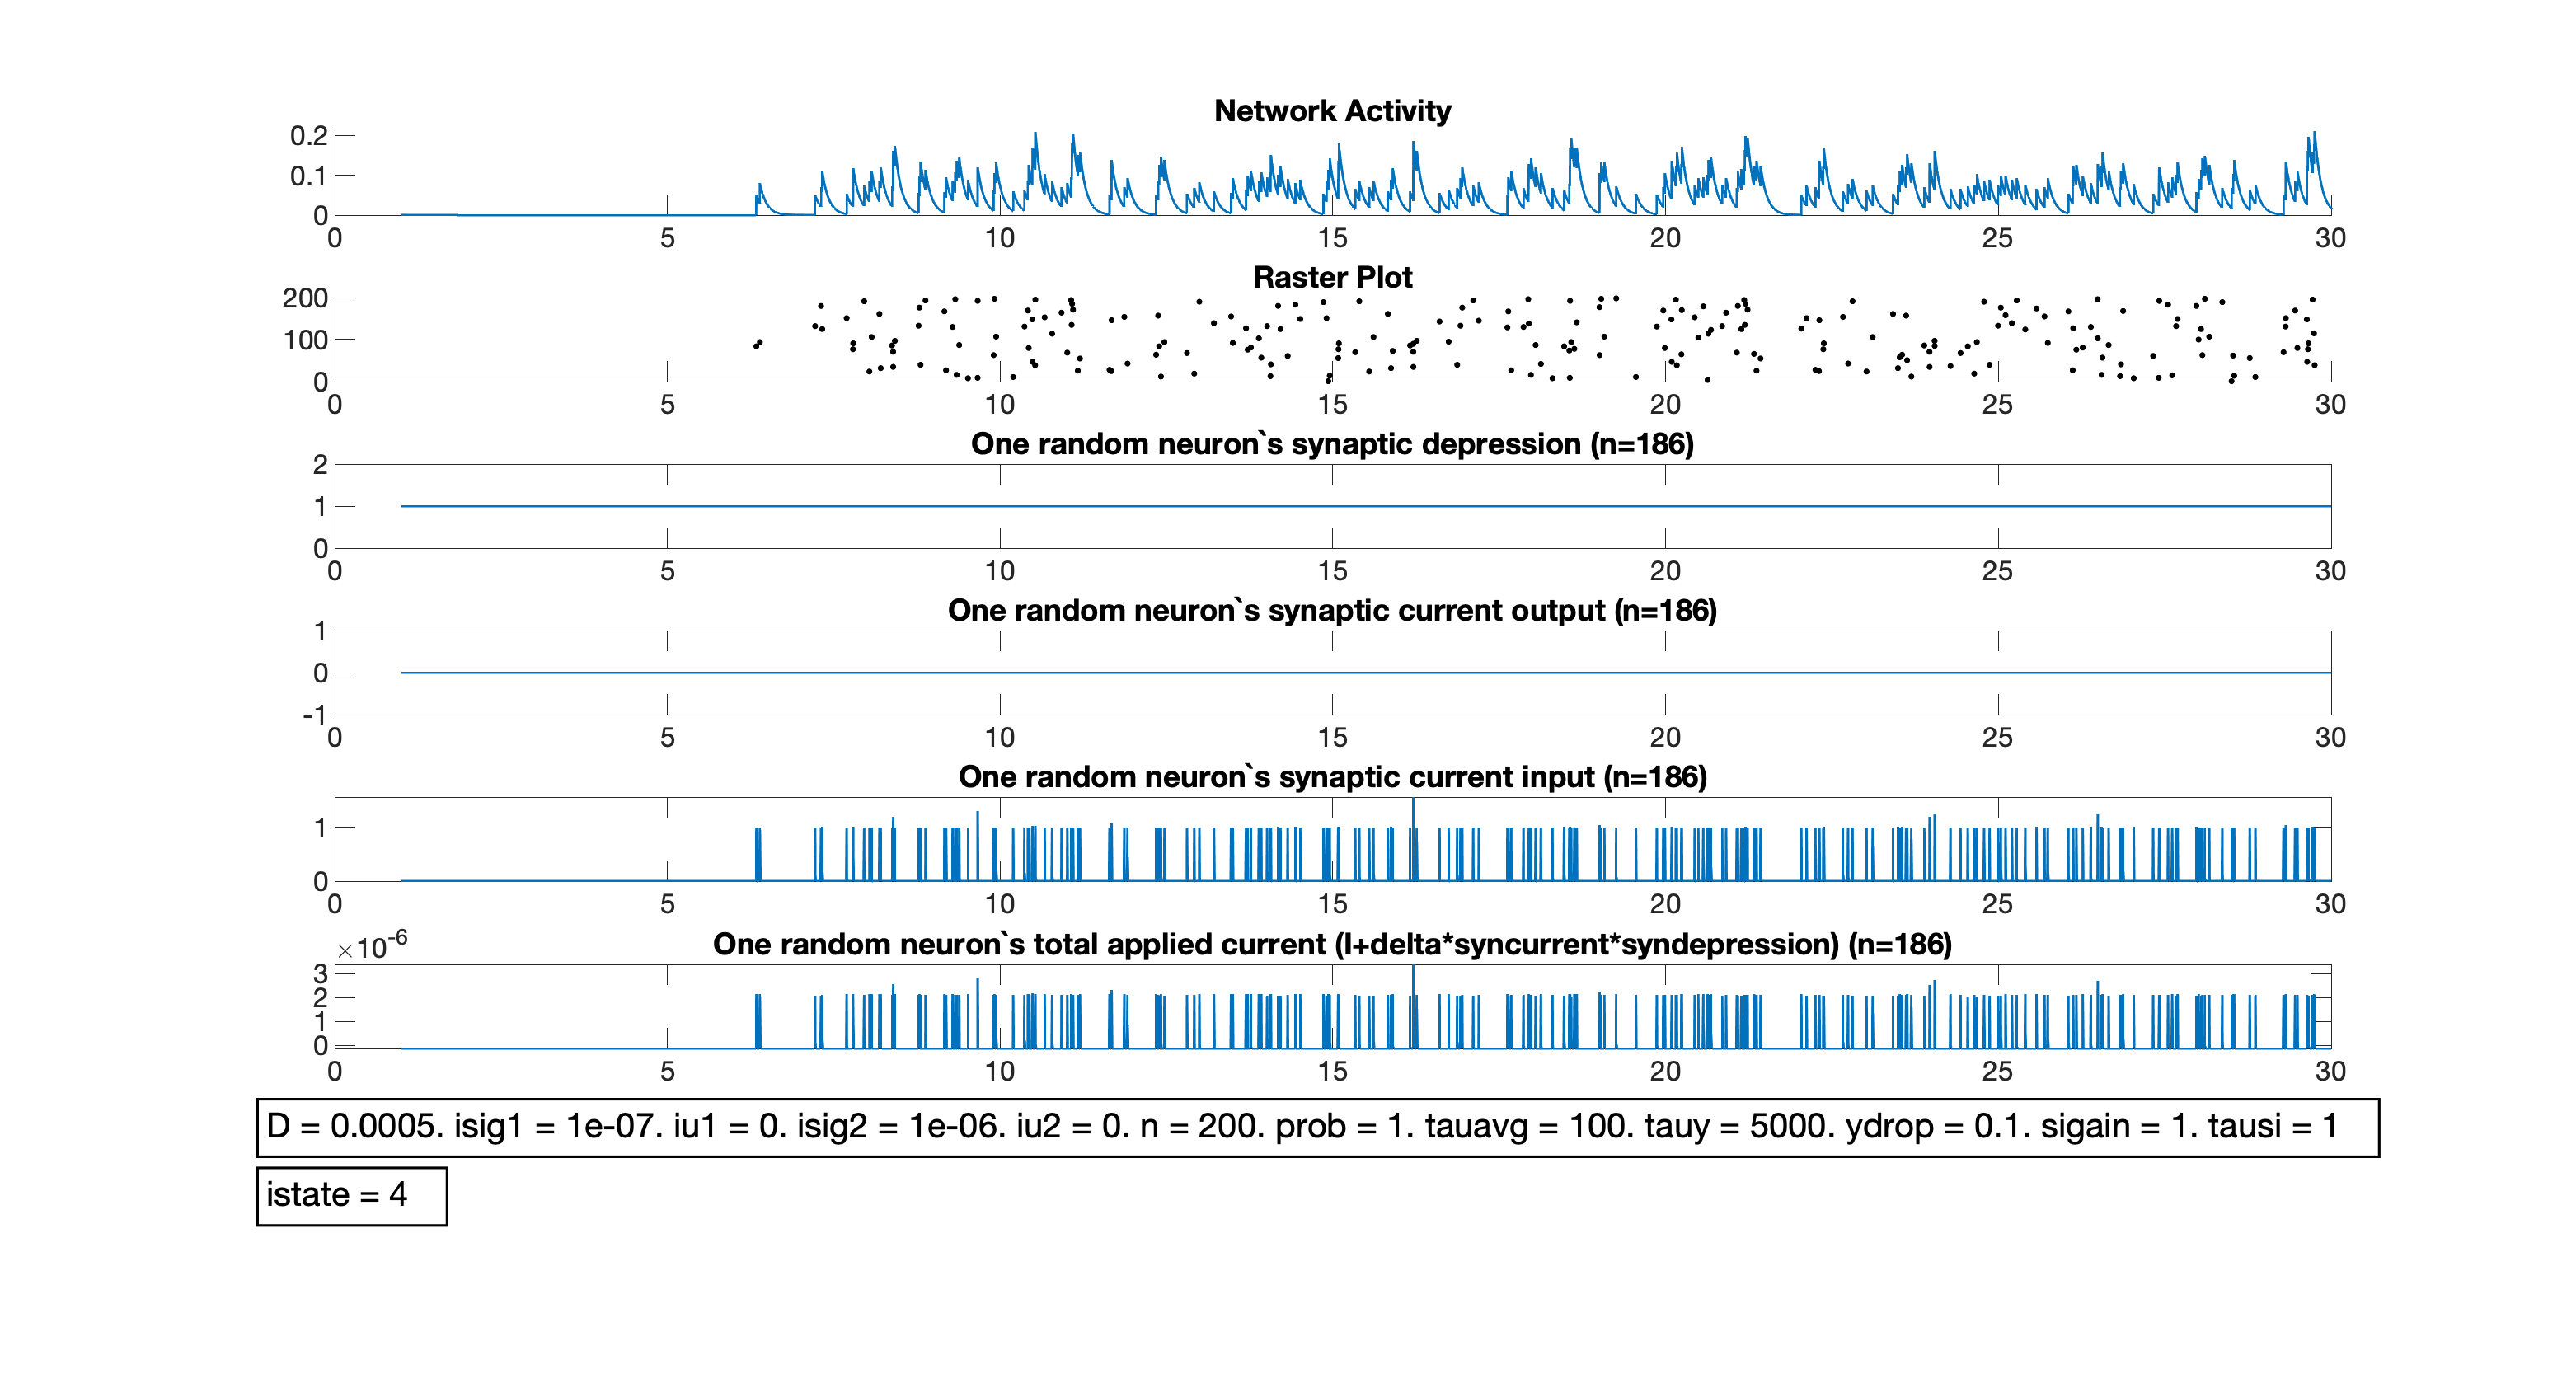 Network Activity
0.2
0.1
0
0 5 10 15 20 25 30
Raster Plot
200
100
0
0 5 10 15 20 25 30
One random neuron`s synaptic depression (n=186)
2
1
0
0 5 10 15 20 25 30
One random neuron`s synaptic current output (n=186)
1
0
-1
0 5 10 15 20 25 30
One random neuron`s synaptic current input (n=186)
1
0
0 5 10 15 20 25 30
×10-6 One random neuron`s total applied current (I+delta*syncurrent*syndepression) (n=186)
3
2
1
0
0 5 10 15 20 25 30
D = 0.0005. isig1 = 1e-07. iu1 = 0. isig2 = 1e-06. iu2 = 0. n = 200. prob = 1. tauavg = 100. tauy = 5000. ydrop = 0.1. sigain = 1. tausi = 1
istate = 4